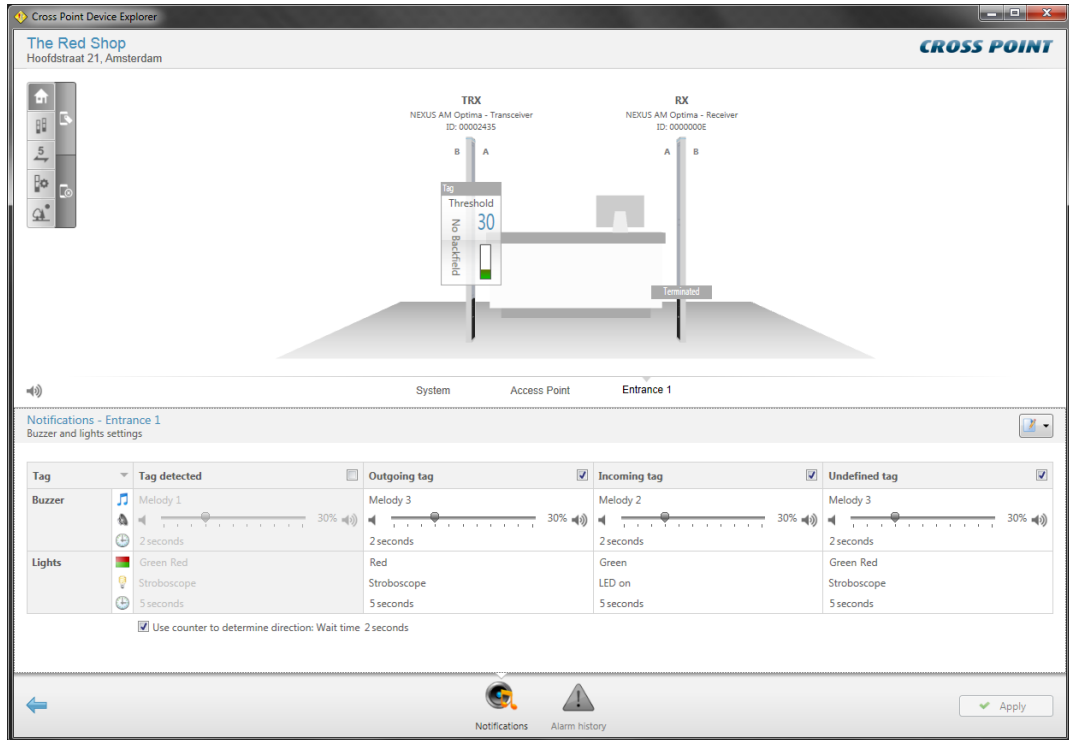 Cross Point Device Explorer
The Red Shop
Hoofdstraat 21, Amsterdam
CROSS POINT
5
TRX
NEXUS AM Optima - Transceiver
ID: 00002435
B A
RX
NEXUS AM Optima - Receiver
ID: 0000000E
A B
Tag
Threshold
30
No Backfield
Terminated
System Access Point Entrance 1
Notifications - Entrance 1
Buzzer and lights settings
Tag Tag detected Outgoing tag Incoming tag Undefined tag
Buzzer Melody 1 Melody 3 Melody 2 Melody 3
30% 30% 30% 30%
2 seconds 2 seconds 2 seconds 2 seconds
Lights Green Red Red Green Green Red
Stroboscope Stroboscope LED on Stroboscope
5 seconds 5 seconds 5 seconds 5 seconds
Use counter to determine direction: Wait time 2 seconds
Notifications Alarm history
Apply